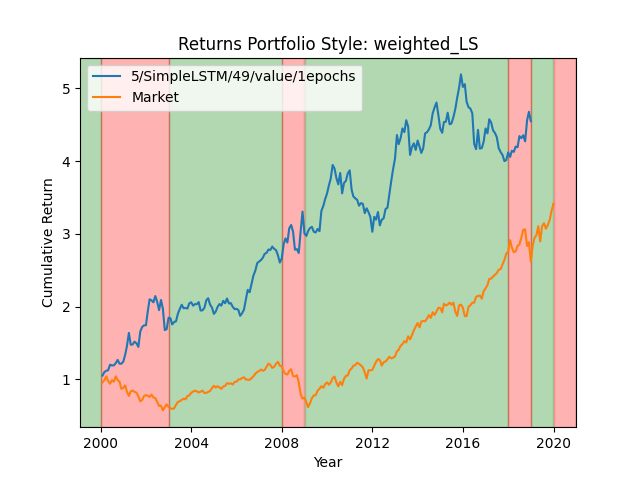 Returns Portfolio Style: weighted_LS
5/SimpleLSTM/49/value/1epochs
Market
Cumulative Return
5
4
3
2
1
2000 2004 2008 2012 2016 2020
Year